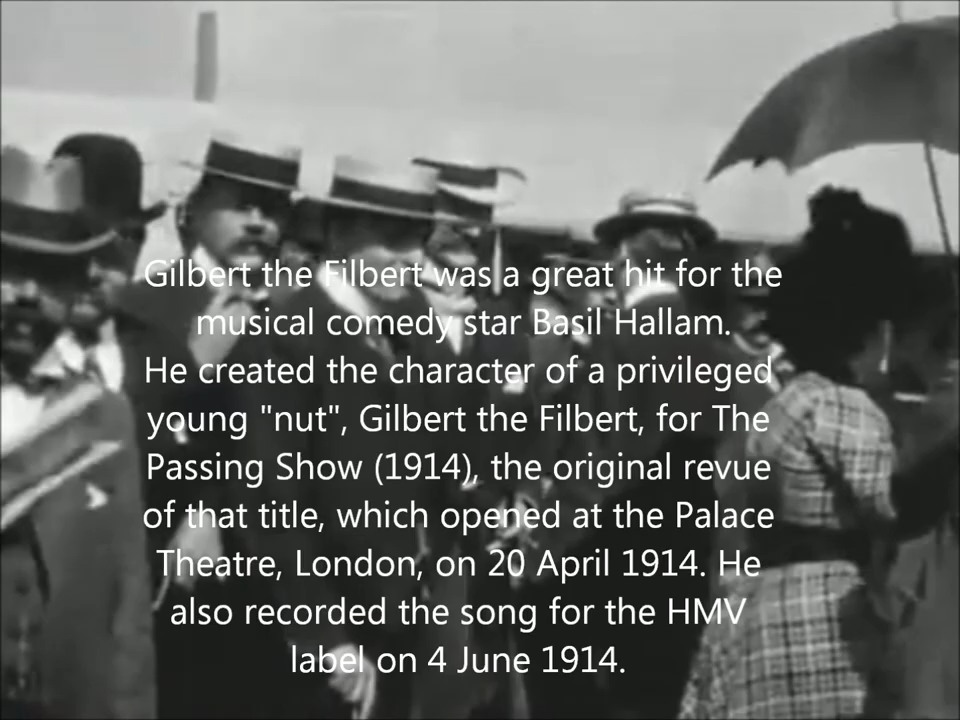 Gilbert the Filbert was a great hit for the
musical comedy star Basil Hallam.
He created the character of a privileged
young "nut", Gilbert the Filbert, for The
Passing Show (1914), the original revue
of that title, which opened at the Palace
Theatre, London, on 20 April 1914. He
also recorded the song for the HMV
label on 4 June 1914.